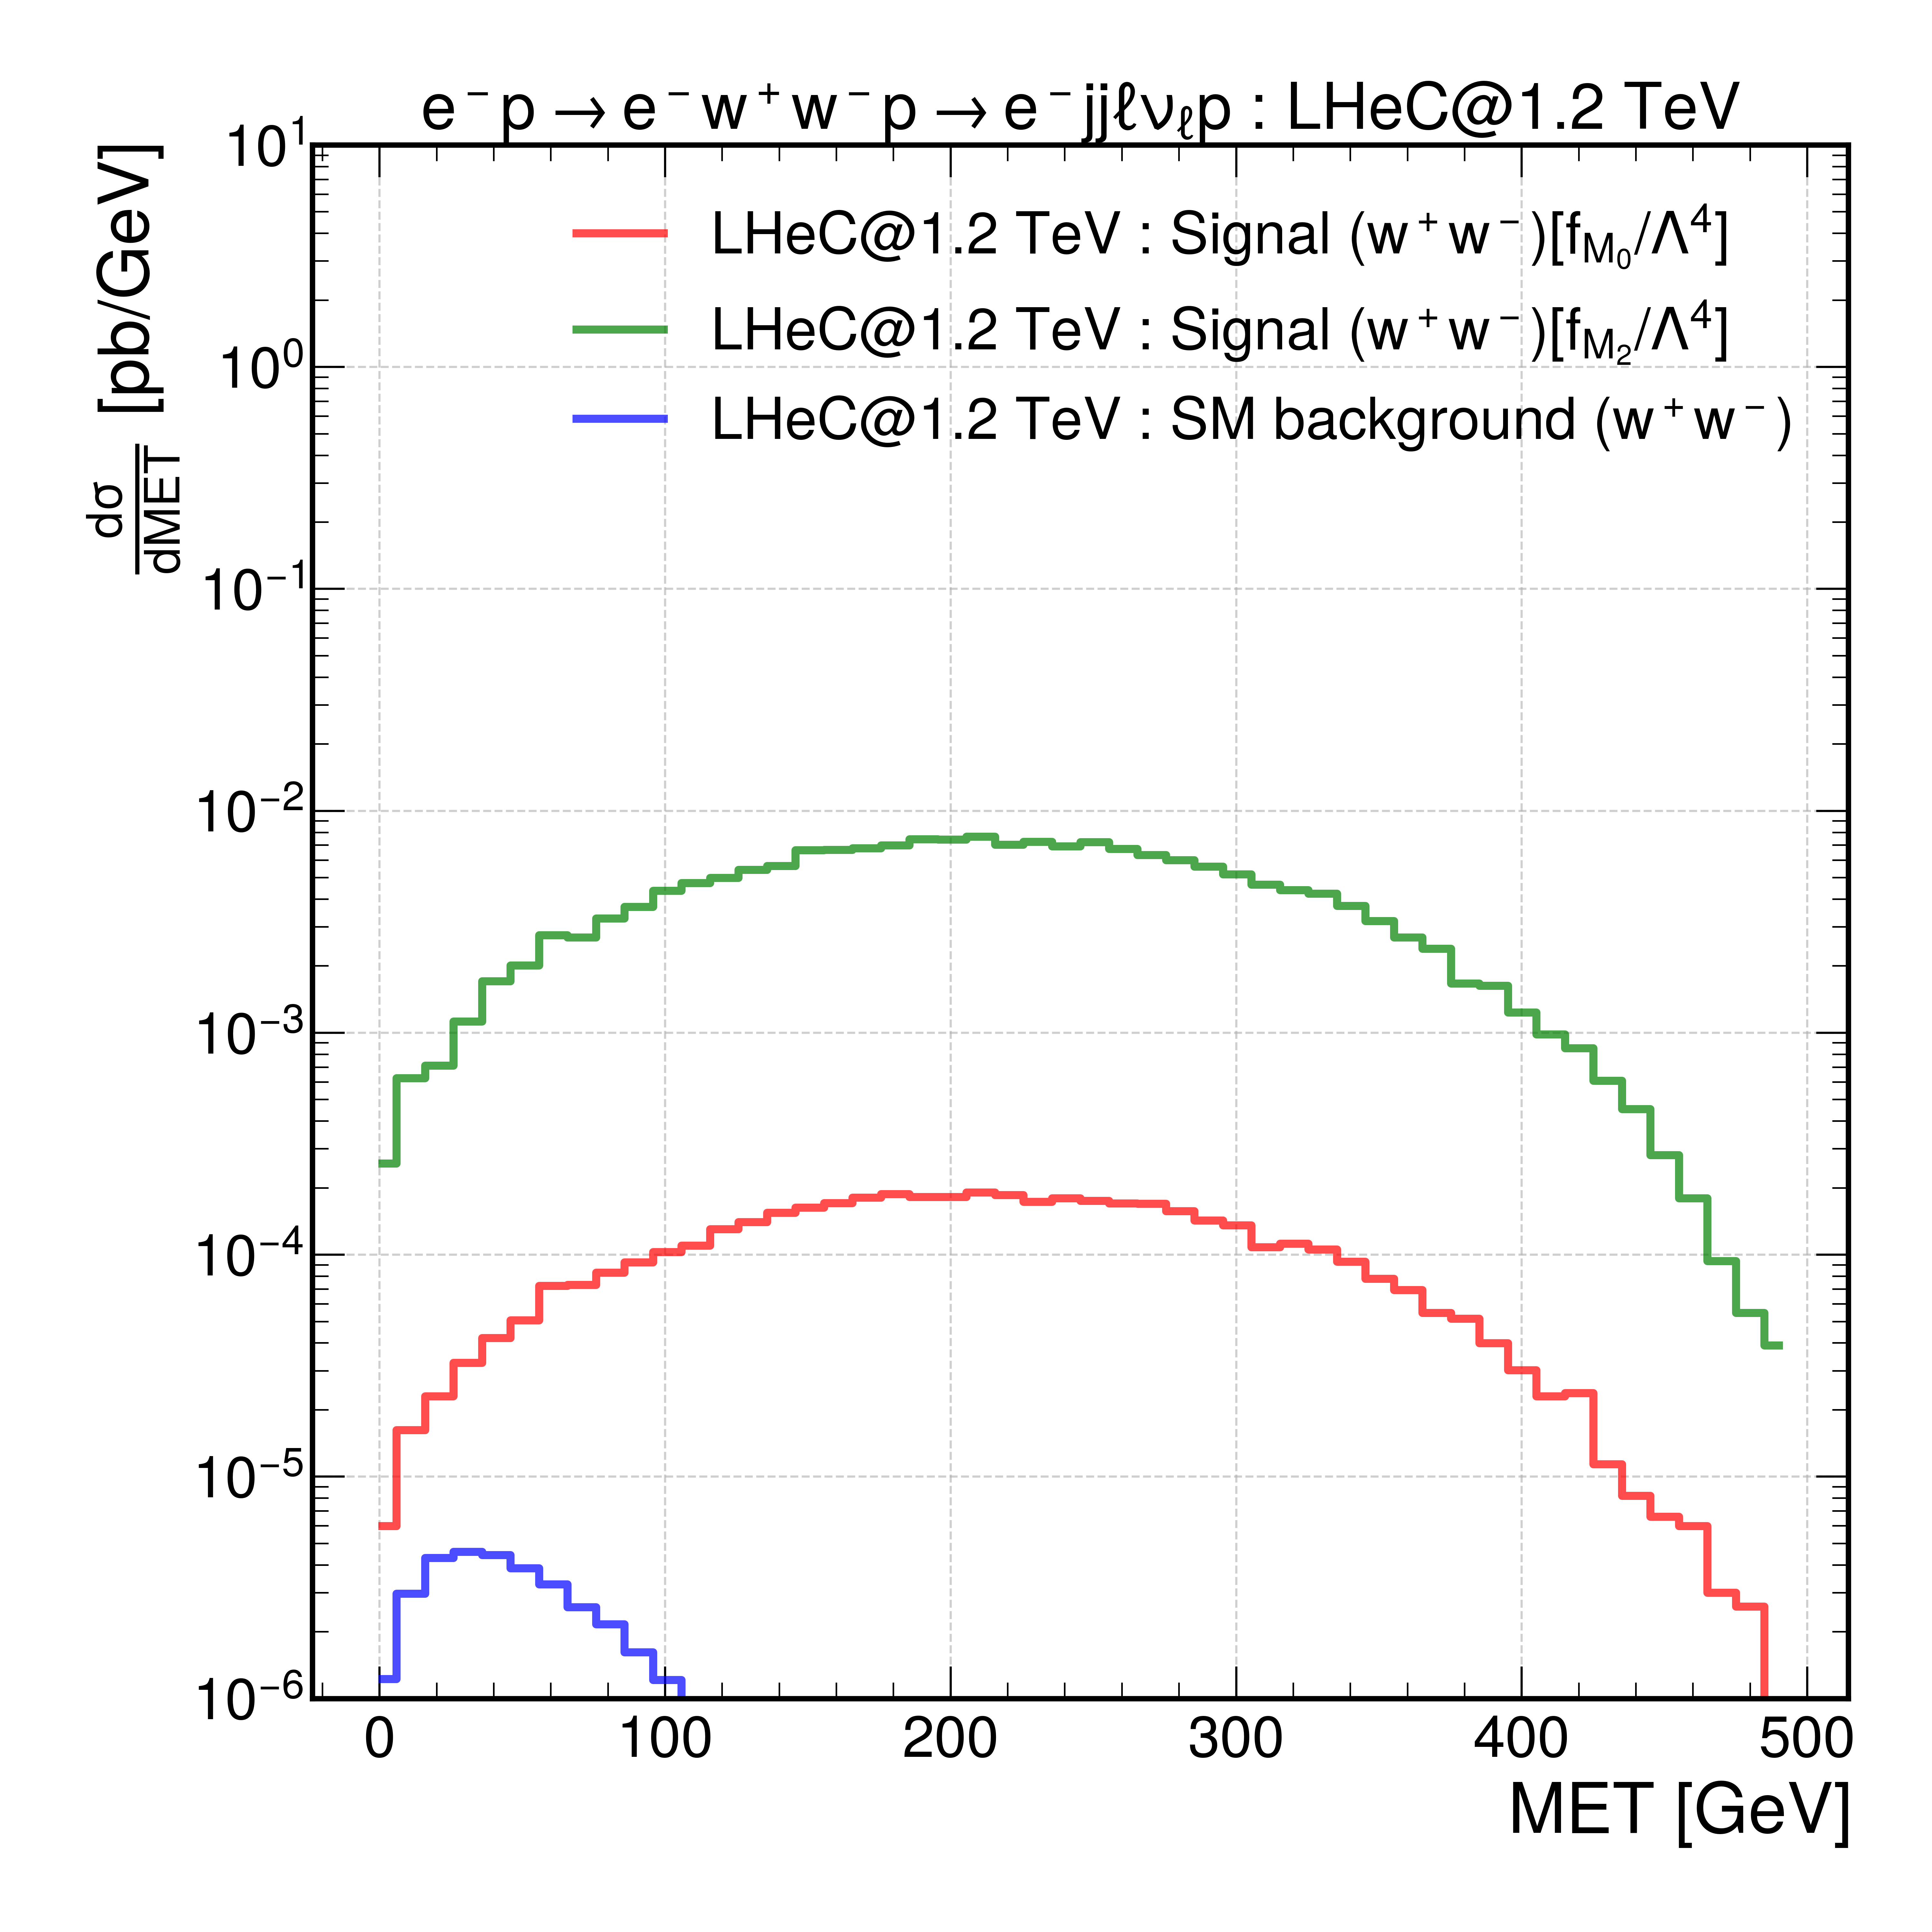 e⁻p → e⁻w⁺w⁻p → e⁻jjℓνℓp : LHeC@1.2 TeV
dσ/dMET [pb/GeV]
10¹
10⁰
10⁻¹
10⁻²
10⁻³
10⁻⁴
10⁻⁵
10⁻⁶
LHeC@1.2 TeV : Signal (w⁺w⁻)[f_M₀/Λ⁴]
LHeC@1.2 TeV : Signal (w⁺w⁻)[f_M₂/Λ⁴]
LHeC@1.2 TeV : SM background (w⁺w⁻)
0 100 200 300 400 500
MET [GeV]